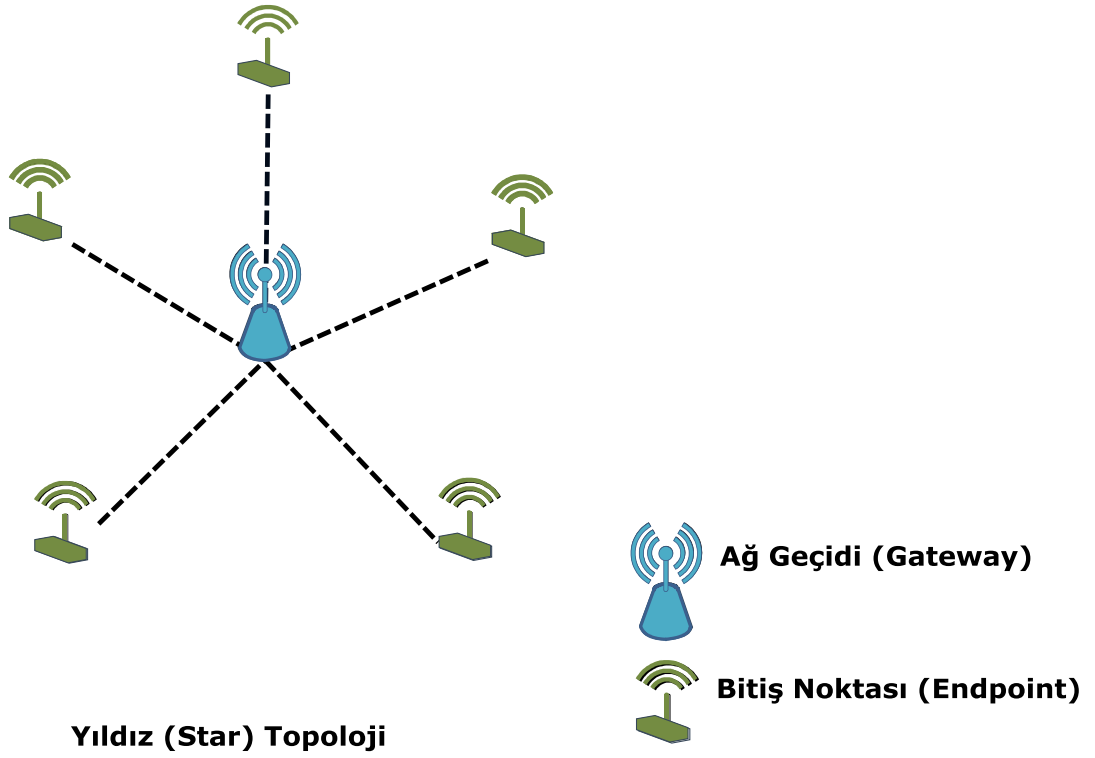 Ağ Geçidi (Gateway)
Bitiş Noktası (Endpoint)
Yıldız (Star) Topoloji